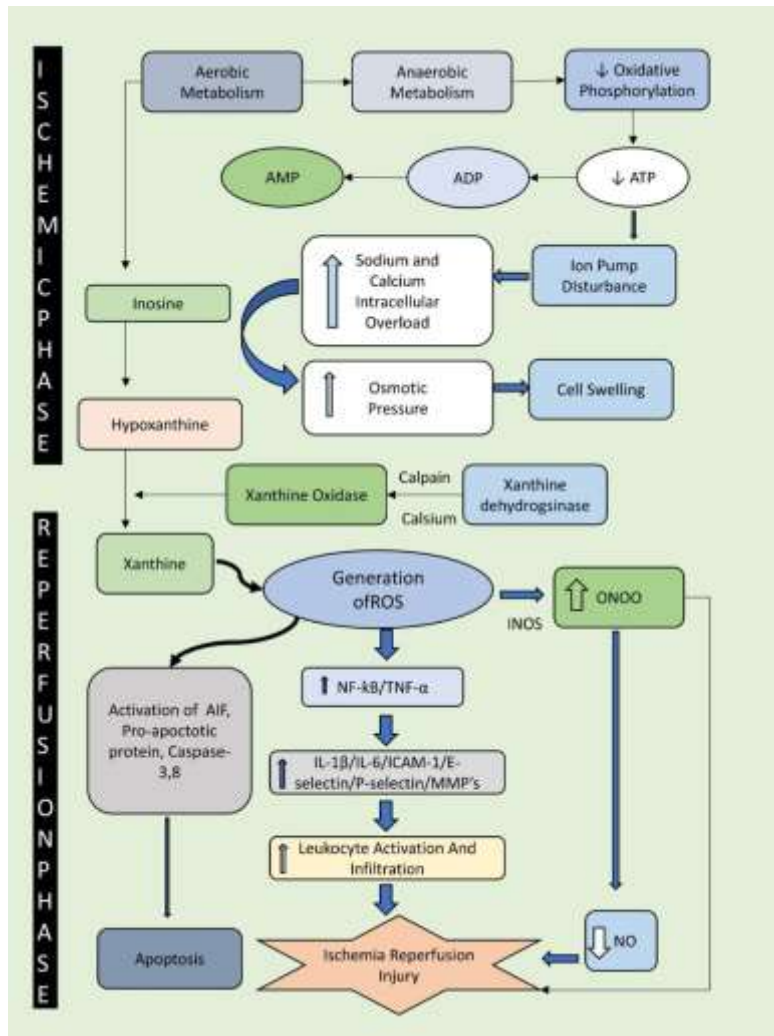 ISCHEMICPHASE
Aerobic
Metabolism
Anaerobic
Metabolism
↓ Oxidative
Phosphorylation
AMP
ADP
↓ ATP
Sodium and
Calcium
Intracellular
Overload
Ion Pump
Disturbance
Inosine
Osmotic
Pressure
Cell Swelling
Hypoxanthine
Xanthine Oxidase
Calpain
Calsium
Xanthine
dehydrogsinase
REPERFUSIONPHASE
Xanthine
Generation
ofROS
INOS
ONOO
NF-kB/TNF-α
Activation of AIF,
Pro-apoctotic
protein, Caspase-
3,8
IL-1β/IL-6/ICAM-1/E-
selectin/P-selectin/MMP's
Leukocyte Activation And
Infiltration
Apoptosis
Ischemia Reperfusion
Injury
NO